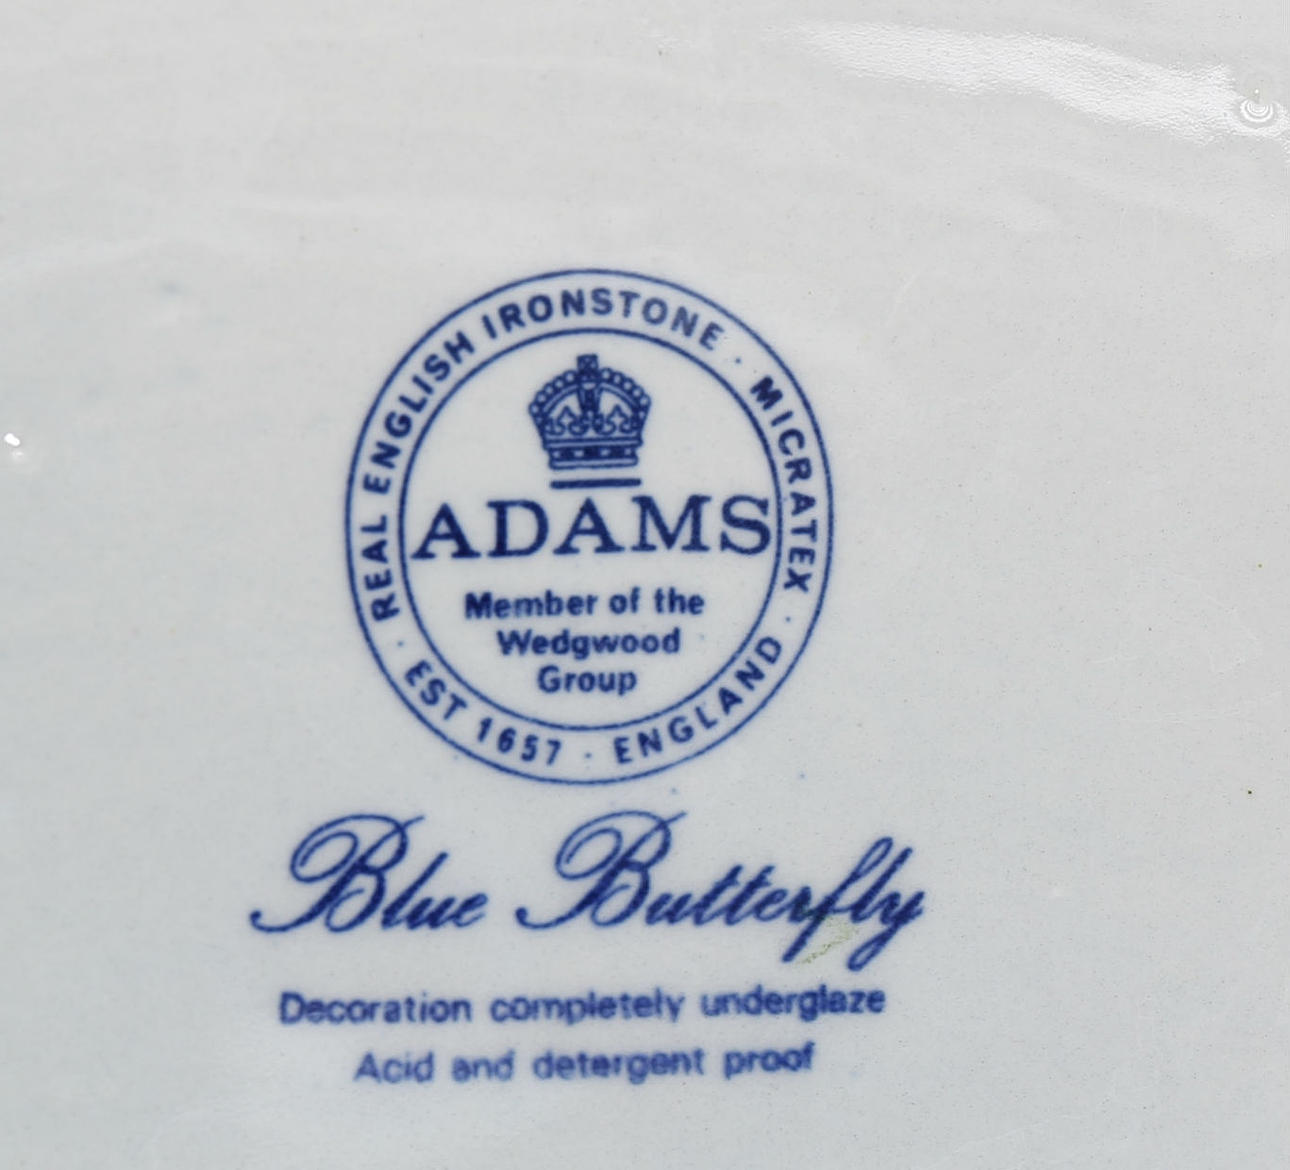 REAL ENGLISH IRONSTONE · MICRATEX ·
ADAMS
Member of the
Wedgwood
Group
EST 1657 · ENGLAND
Blue Butterfly
Decoration completely underglaze
Acid and detergent proof